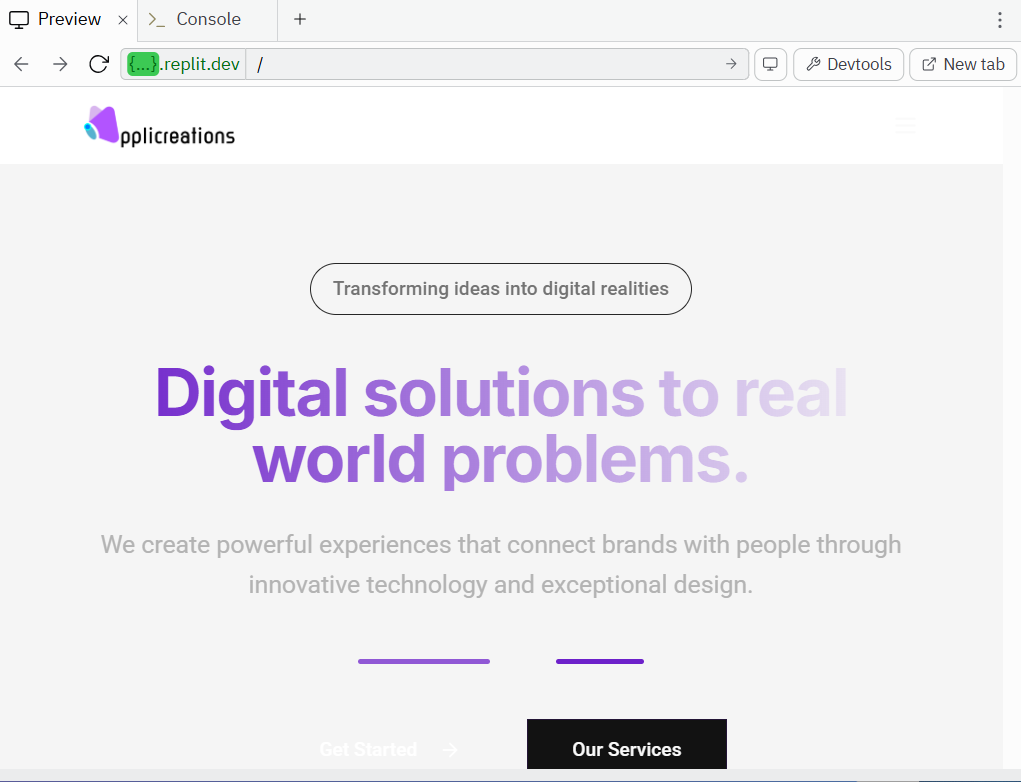 Preview
Console
{...}.replit.dev
/
Devtools
New tab
pplicreations
Transforming ideas into digital realities
Digital solutions to real
world problems.
We create powerful experiences that connect brands with people through
innovative technology and exceptional design.
Get Started
Our Services